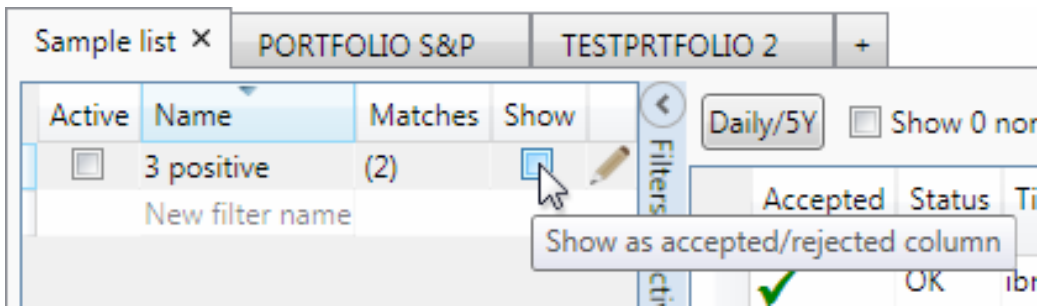 Sample list ×
PORTFOLIO S&P
TESTPRTFOLIO 2
+
Active Name Matches Show
3 positive (2)
New filter name
Filters
Daily/5Y
Show 0
Accepted Status
Show as accepted/rejected column
OK